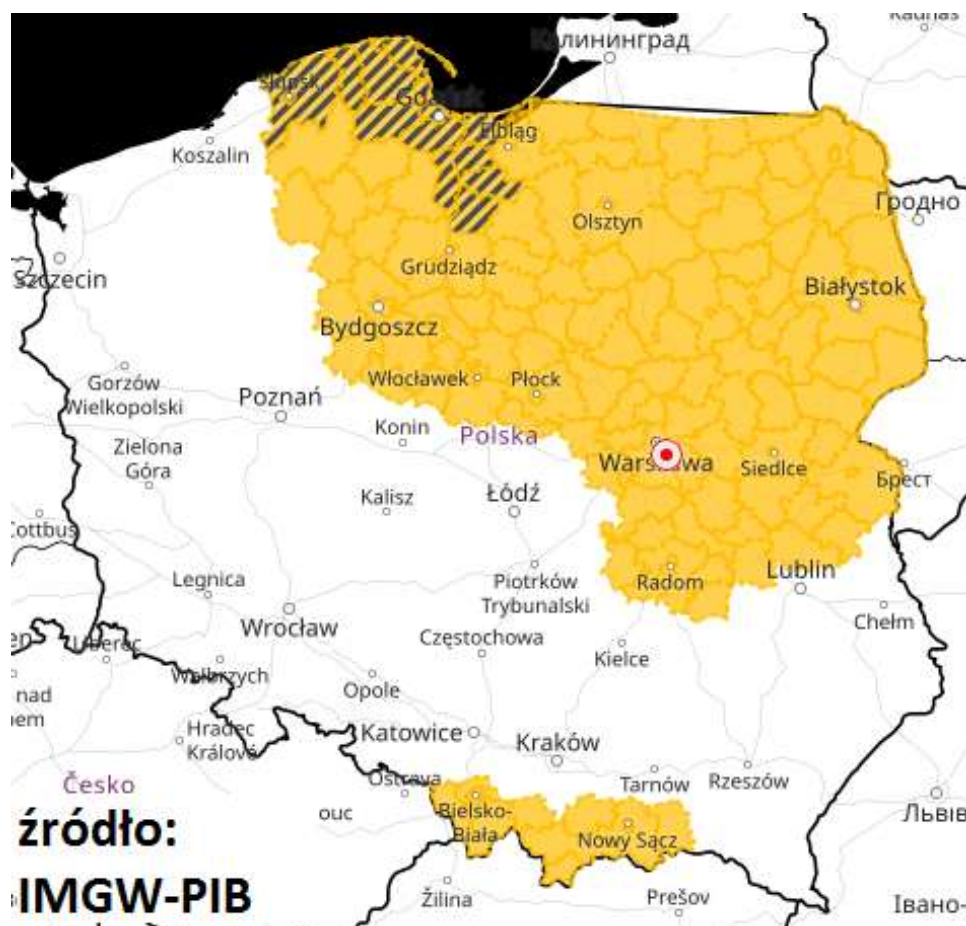 Kaunas
Калининград
Słupsk
Gdańsk
Elbląg
Koszalin
Гродно
Olsztyn
Szczecin
Grudziądz
Białystok
Bydgoszcz
Włocławek
Płock
Gorzów
Wielkopolski
Poznań
Konin
Polska
Zielona
Góra
Warszawa
Siedlce
Брест
Kalisz
Łódź
Cottbus
Legnica
Piotrków
Trybunalski
Radom
Lublin
Wrocław
Częstochowa
Chełm
Liberec
Kielce
Wałbrzych
Opole
nad
Hradec
Králové
Katowice
Kraków
Česko
Ostrava
Tarnów
Rzeszów
ouc
Bielsko-
Biała
Nowy Sącz
Львів
źródło:
IMGW-PIB
Žilina
Prešov
Івано-